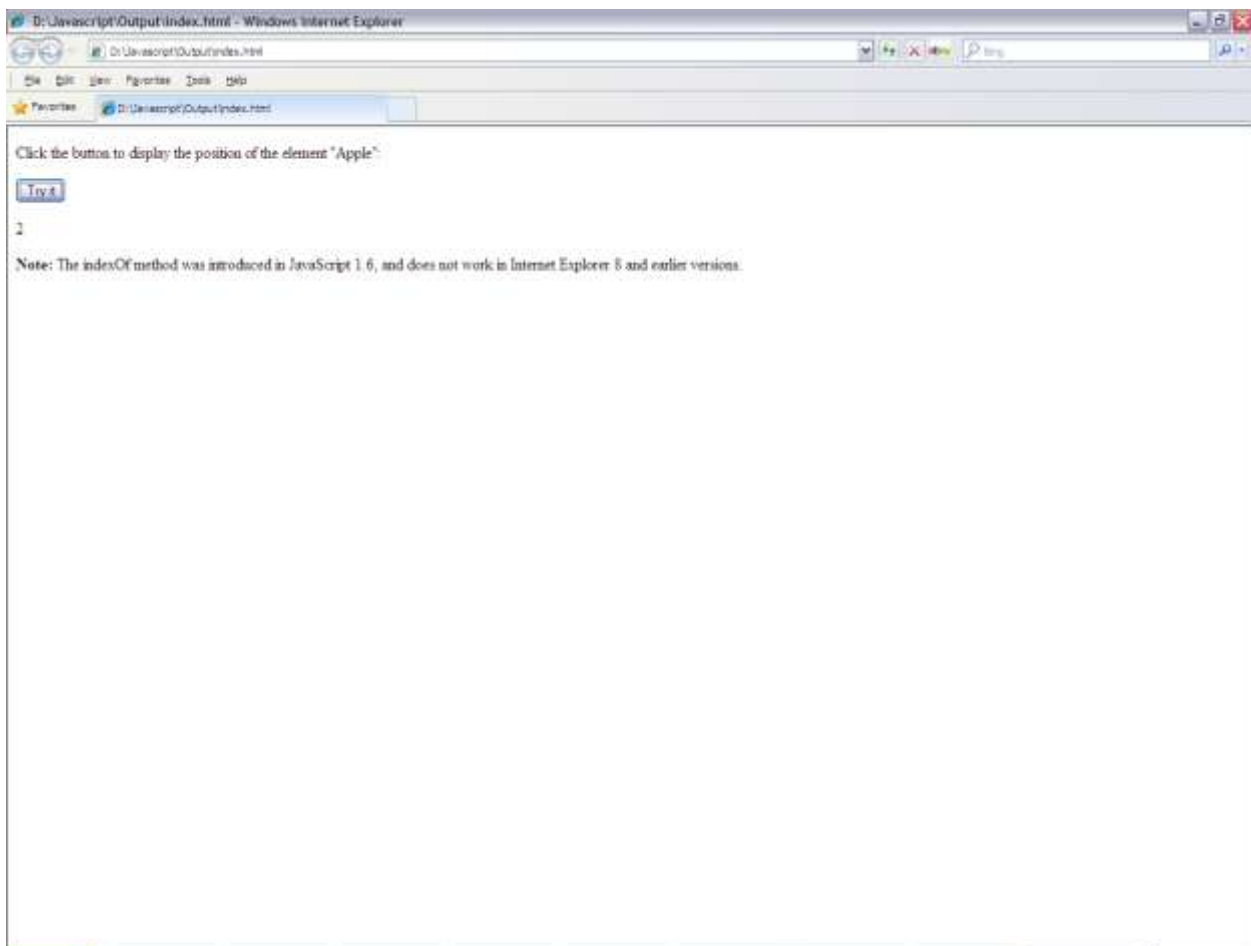 D:\Javascript\Output\index.html - Windows Internet Explorer
D:\Javascript\Output\index.html
Bing
File Edit View Favorites Tools Help
Favorites
D:\Javascript\Output\index.html
Click the button to display the position of the element "Apple":
Try it
2
Note: The indexOf method was introduced in JavaScript 1.6, and does not work in Internet Explorer 8 and earlier versions.